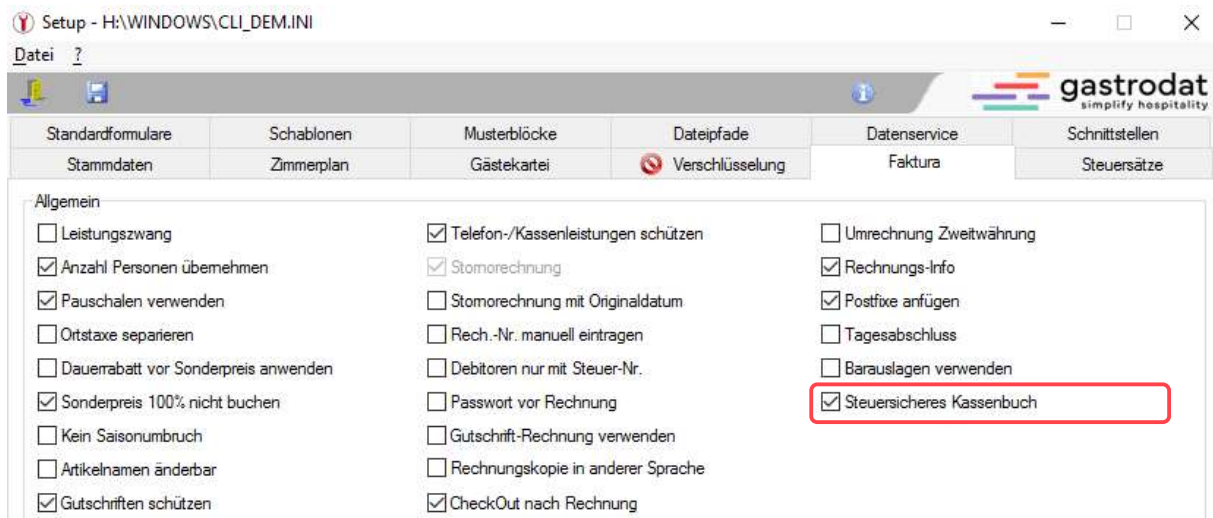 Setup - H:\WINDOWS\CLI_DEM.INI
Datei ?
gastrodat
simplify hospitality
Standardformulare Schablonen Musterblöcke Dateipfade Datenservice Schnittstellen
Stammdaten Zimmerplan Gästekartei Verschlüsselung Faktura Steuersätze
Allgemein
Leistungszwang Telefon-/Kassenleistungen schützen Umrechnung Zweitwährung
Anzahl Personen übernehmen Stornorechnung Rechnungs-Info
Pauschalen verwenden Stornorechnung mit Originaldatum Postfixe anfügen
Ortstaxe separieren Rech.-Nr. manuell eintragen Tagesabschluss
Dauerrabatt vor Sonderpreis anwenden Debitoren nur mit Steuer-Nr. Barauslagen verwenden
Sonderpreis 100% nicht buchen Passwort vor Rechnung Steuersicheres Kassenbuch
Kein Saisonumbruch Gutschrift-Rechnung verwenden
Artikelnamen änderbar Rechnungskopie in anderer Sprache
Gutschriften schützen CheckOut nach Rechnung